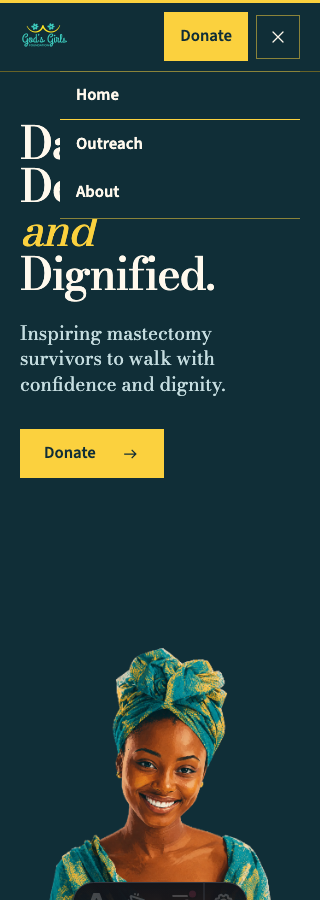 God's Girls
Donate
Home
Outreach
About
and
Dignified.
Inspiring mastectomy
survivors to walk with
confidence and dignity.
Donate